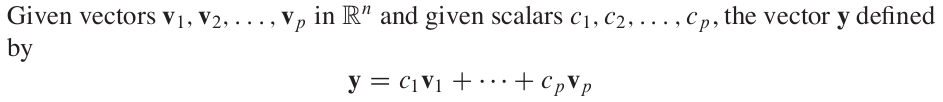 Given vectors v₁, v₂, . . . , vₚ in ℝⁿ and given scalars c₁, c₂, . . . , cₚ, the vector y defined
by
y = c₁v₁ + · · · + cₚvₚ